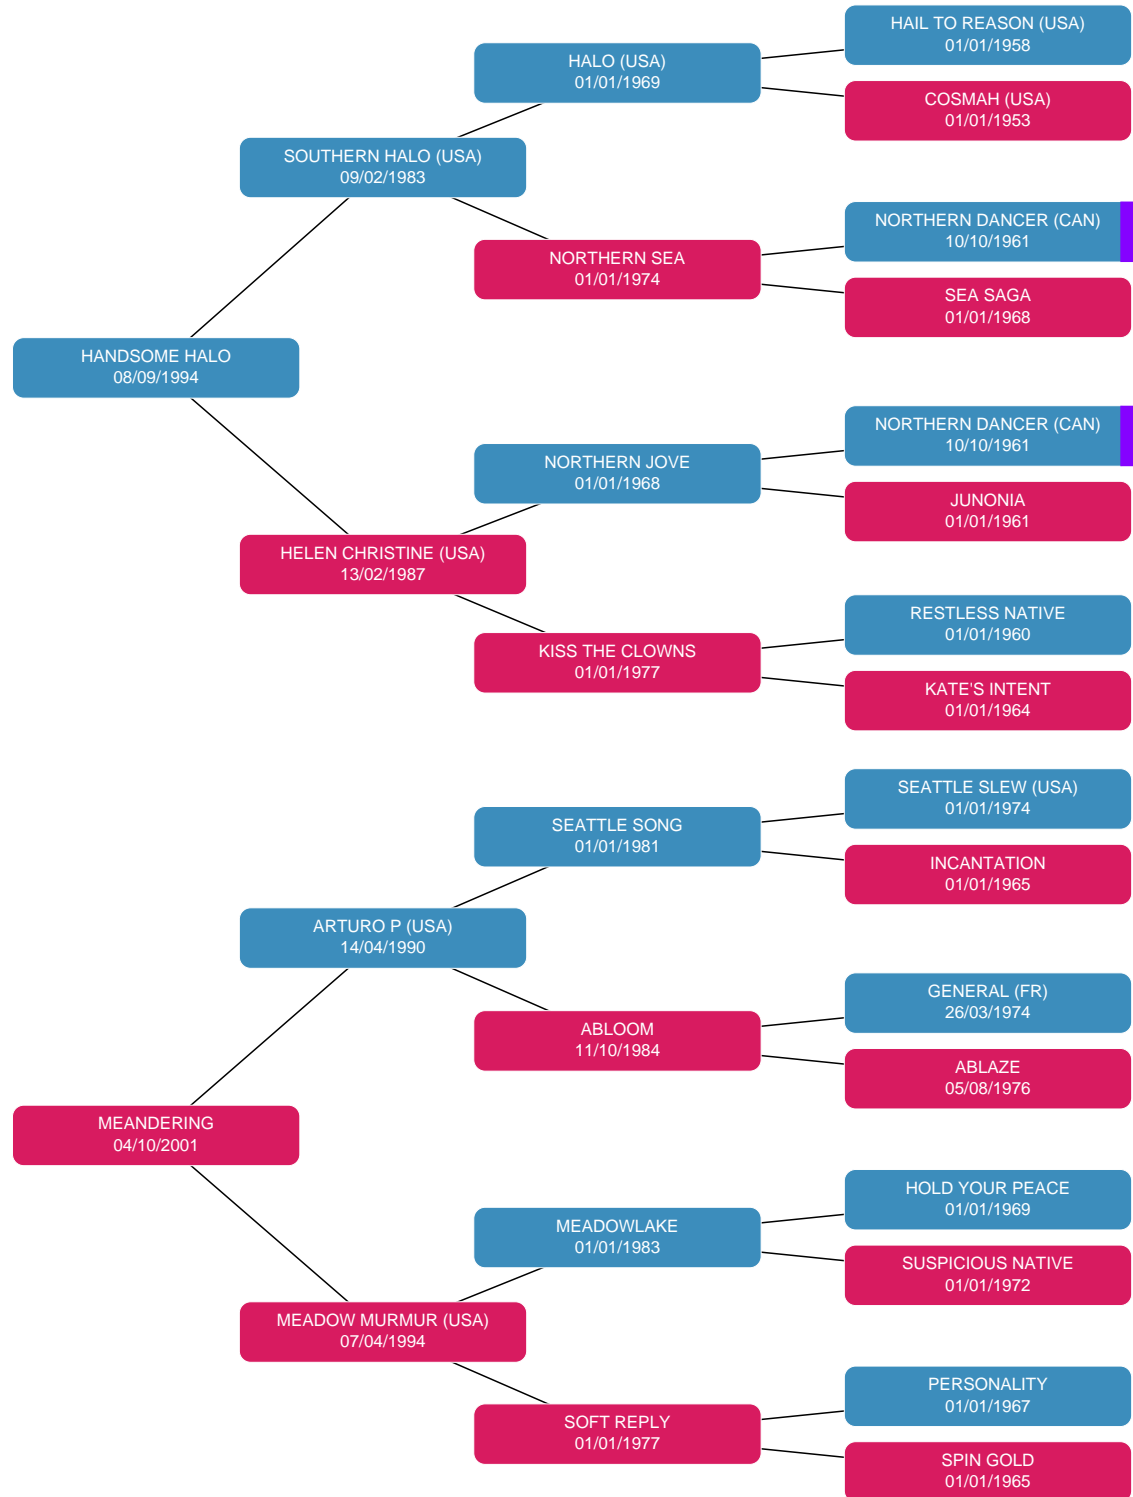 HAIL TO REASON (USA)
01/01/1958
HALO (USA)
01/01/1969
COSMAH (USA)
01/01/1953
SOUTHERN HALO (USA)
09/02/1983
NORTHERN DANCER (CAN)
10/10/1961
NORTHERN SEA
01/01/1974
SEA SAGA
01/01/1968
HANDSOME HALO
08/09/1994
NORTHERN DANCER (CAN)
10/10/1961
NORTHERN JOVE
01/01/1968
JUNONIA
01/01/1961
HELEN CHRISTINE (USA)
13/02/1987
RESTLESS NATIVE
01/01/1960
KISS THE CLOWNS
01/01/1977
KATE'S INTENT
01/01/1964
SEATTLE SLEW (USA)
01/01/1974
SEATTLE SONG
01/01/1981
INCANTATION
01/01/1965
ARTURO P (USA)
14/04/1990
GENERAL (FR)
26/03/1974
ABLOOM
11/10/1984
ABLAZE
05/08/1976
MEANDERING
04/10/2001
HOLD YOUR PEACE
01/01/1969
MEADOWLAKE
01/01/1983
SUSPICIOUS NATIVE
01/01/1972
MEADOW MURMUR (USA)
07/04/1994
PERSONALITY
01/01/1967
SOFT REPLY
01/01/1977
SPIN GOLD
01/01/1965